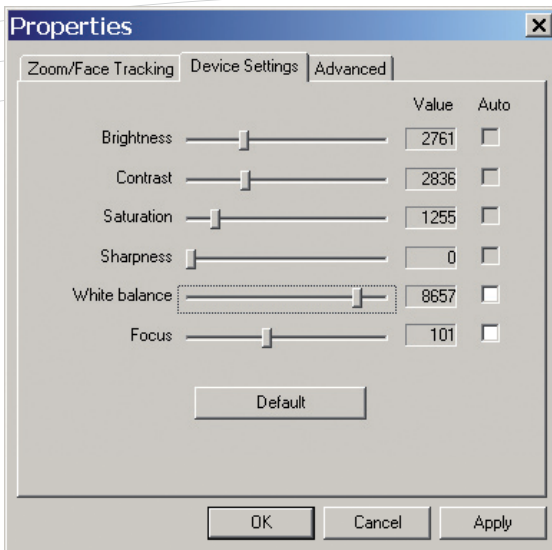 Properties
Zoom/Face Tracking Device Settings Advanced
Value Auto
Brightness 2761
Contrast 2836
Saturation 1255
Sharpness 0
White balance 8657
Focus 101
Default
OK Cancel Apply